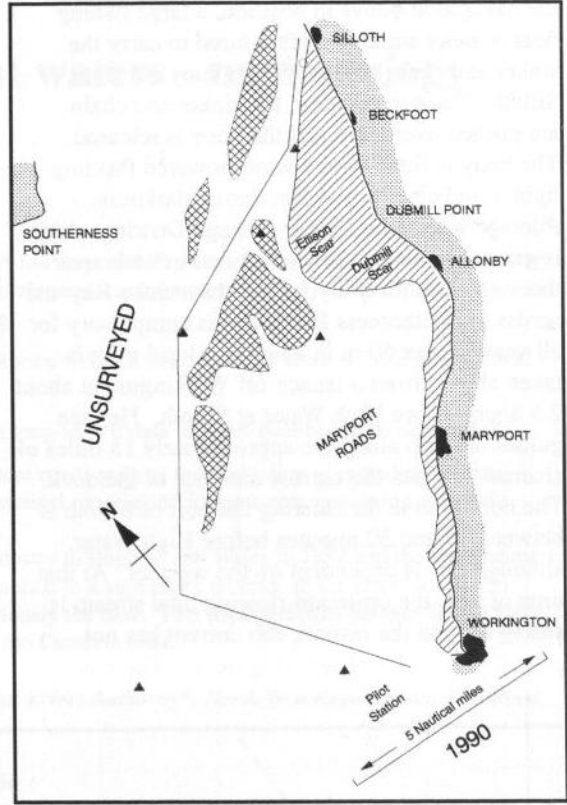 SILLOTH
BECKFOOT
SOUTHERNESS
POINT
DUBMILL POINT
Ellison
Scar
Dubmill
Scar
ALLONBY
UNSURVEYED
MARYPORT
ROADS
MARYPORT
N
WORKINGTON
Pilot
Station
5 Nautical miles
1990